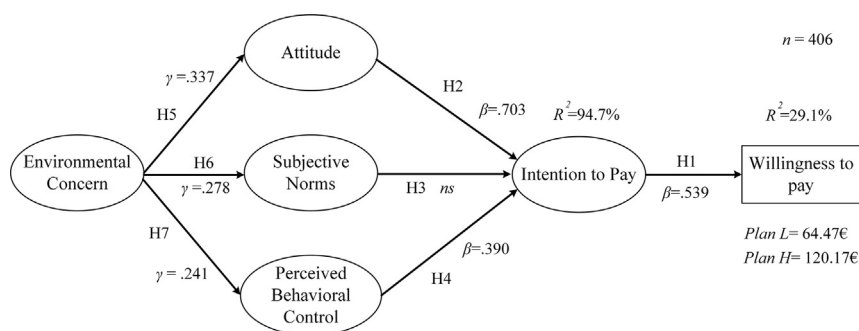 n = 406
Attitude
γ =.337
H5
H2
β=.703
R²=94.7%
R²=29.1%
Environmental
Concern
H6
γ=.278
Subjective
Norms
H3 ns
Intention to Pay
H1
β=.539
Willingness to
pay
H7
γ = .241
Perceived
Behavioral
Control
β=.390
H4
Plan L= 64.47€
Plan H= 120.17€